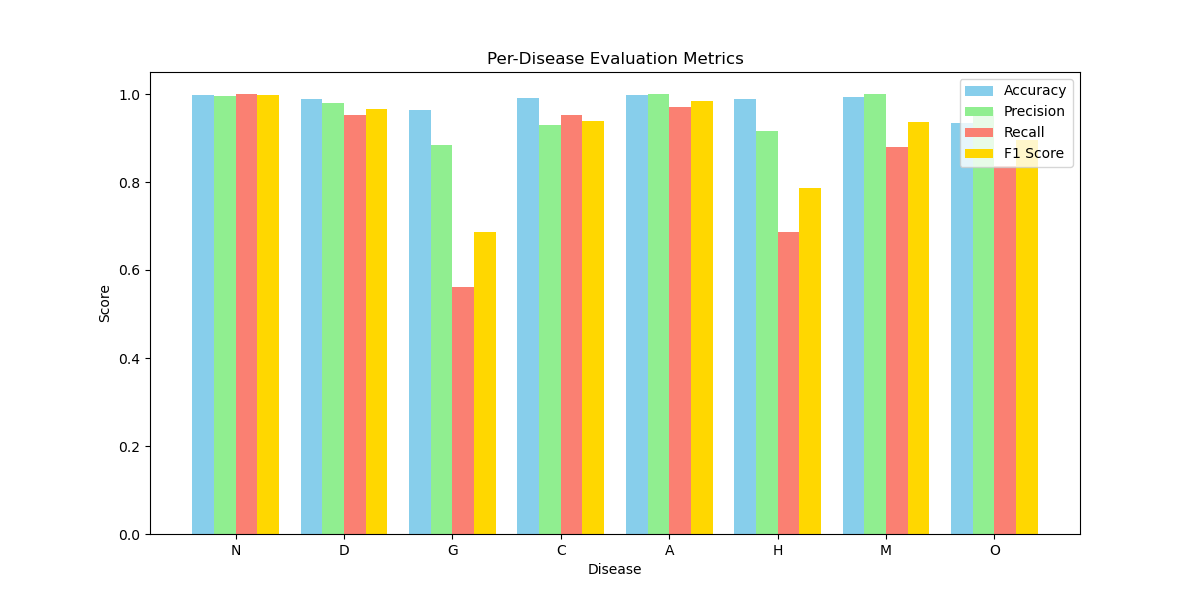 Per-Disease Evaluation Metrics
1.0
0.8
0.6
0.4
0.2
0.0
Score
Accuracy
Precision
Recall
F1 Score
N D G C A H M O
Disease